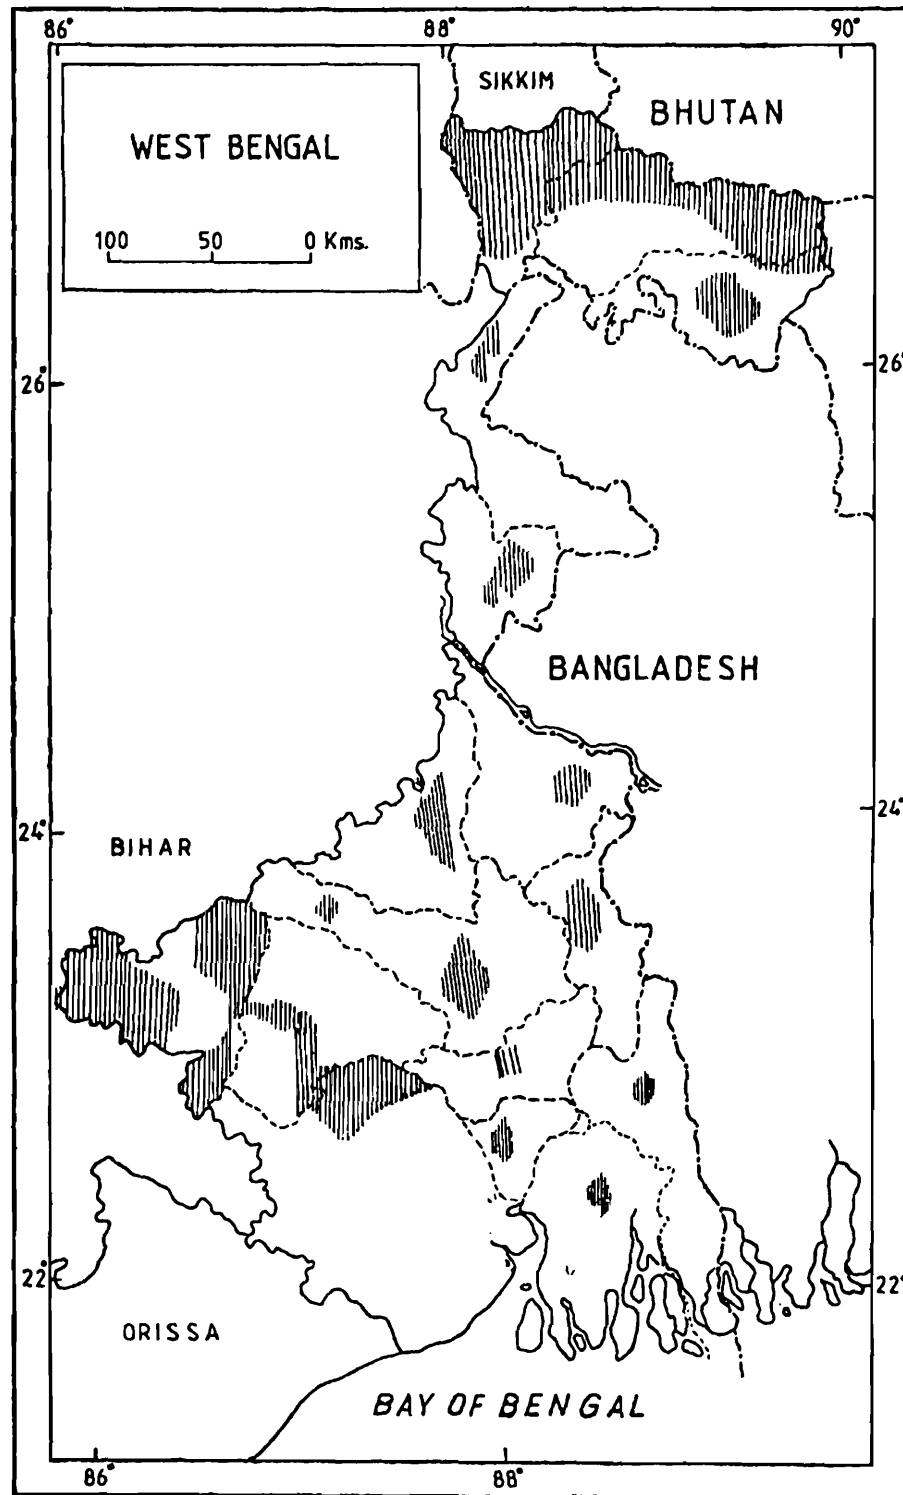 86° 88° 90°
SIKKIM
BHUTAN
WEST BENGAL
100 50 0 Kms.
26° 26°
BANGLADESH
24° 24°
BIHAR
22° 22°
ORISSA
BAY OF BENGAL
86° 88°